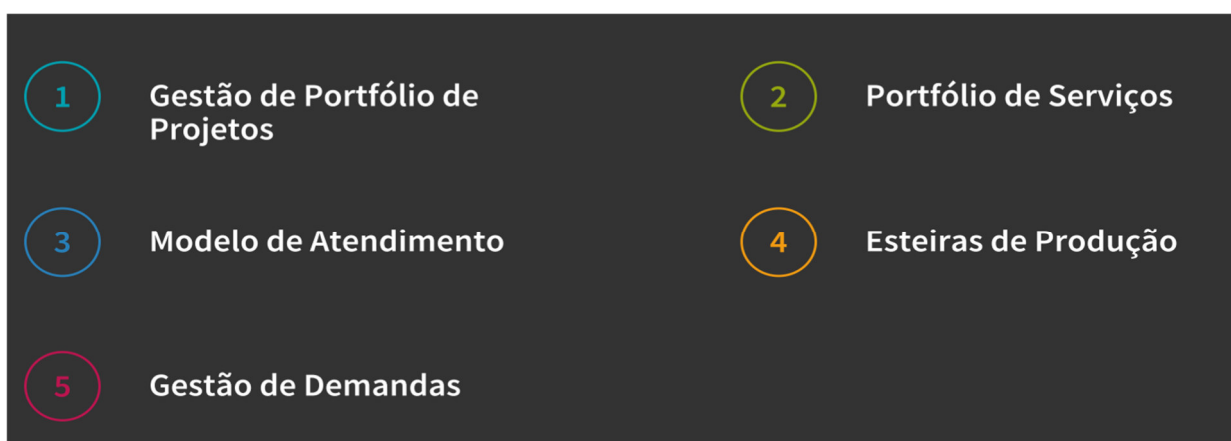 1
Gestão de Portfólio de
Projetos
2
Portfólio de Serviços
3
Modelo de Atendimento
4
Esteiras de Produção
5
Gestão de Demandas